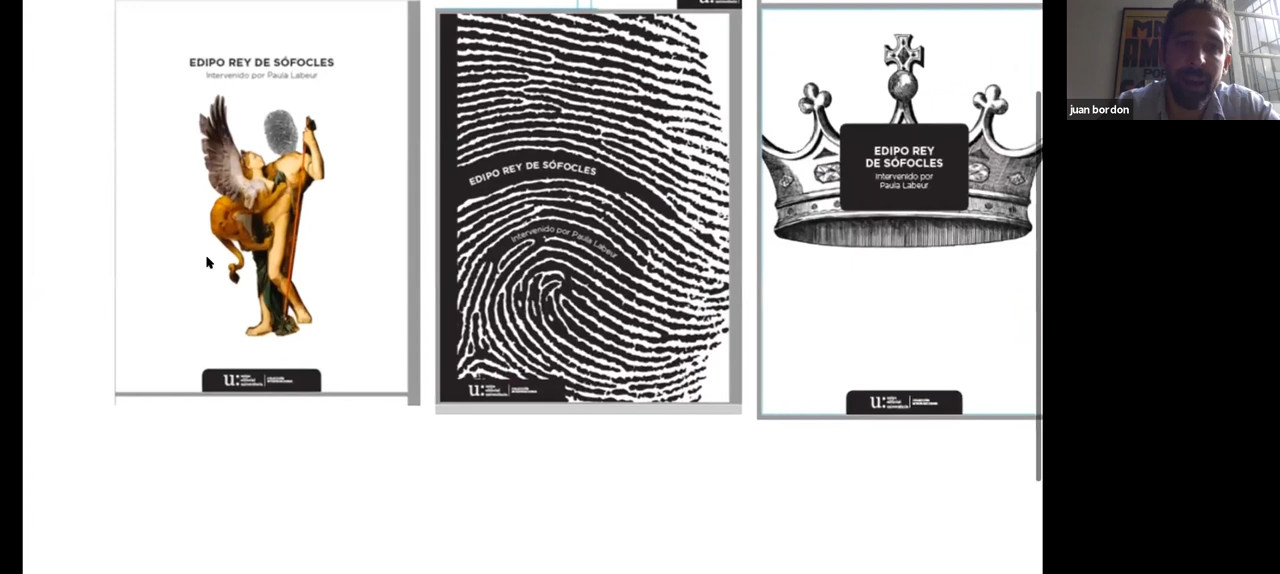 EDIPO REY DE SÓFOCLES
Intervenido por Paula Labeur
u:
EDIPO REY DE SÓFOCLES
Intervenido por Paula Labeur
u:
EDIPO REY
DE SÓFOCLES
Intervenido por
Paula Labeur
u:
juan bordon